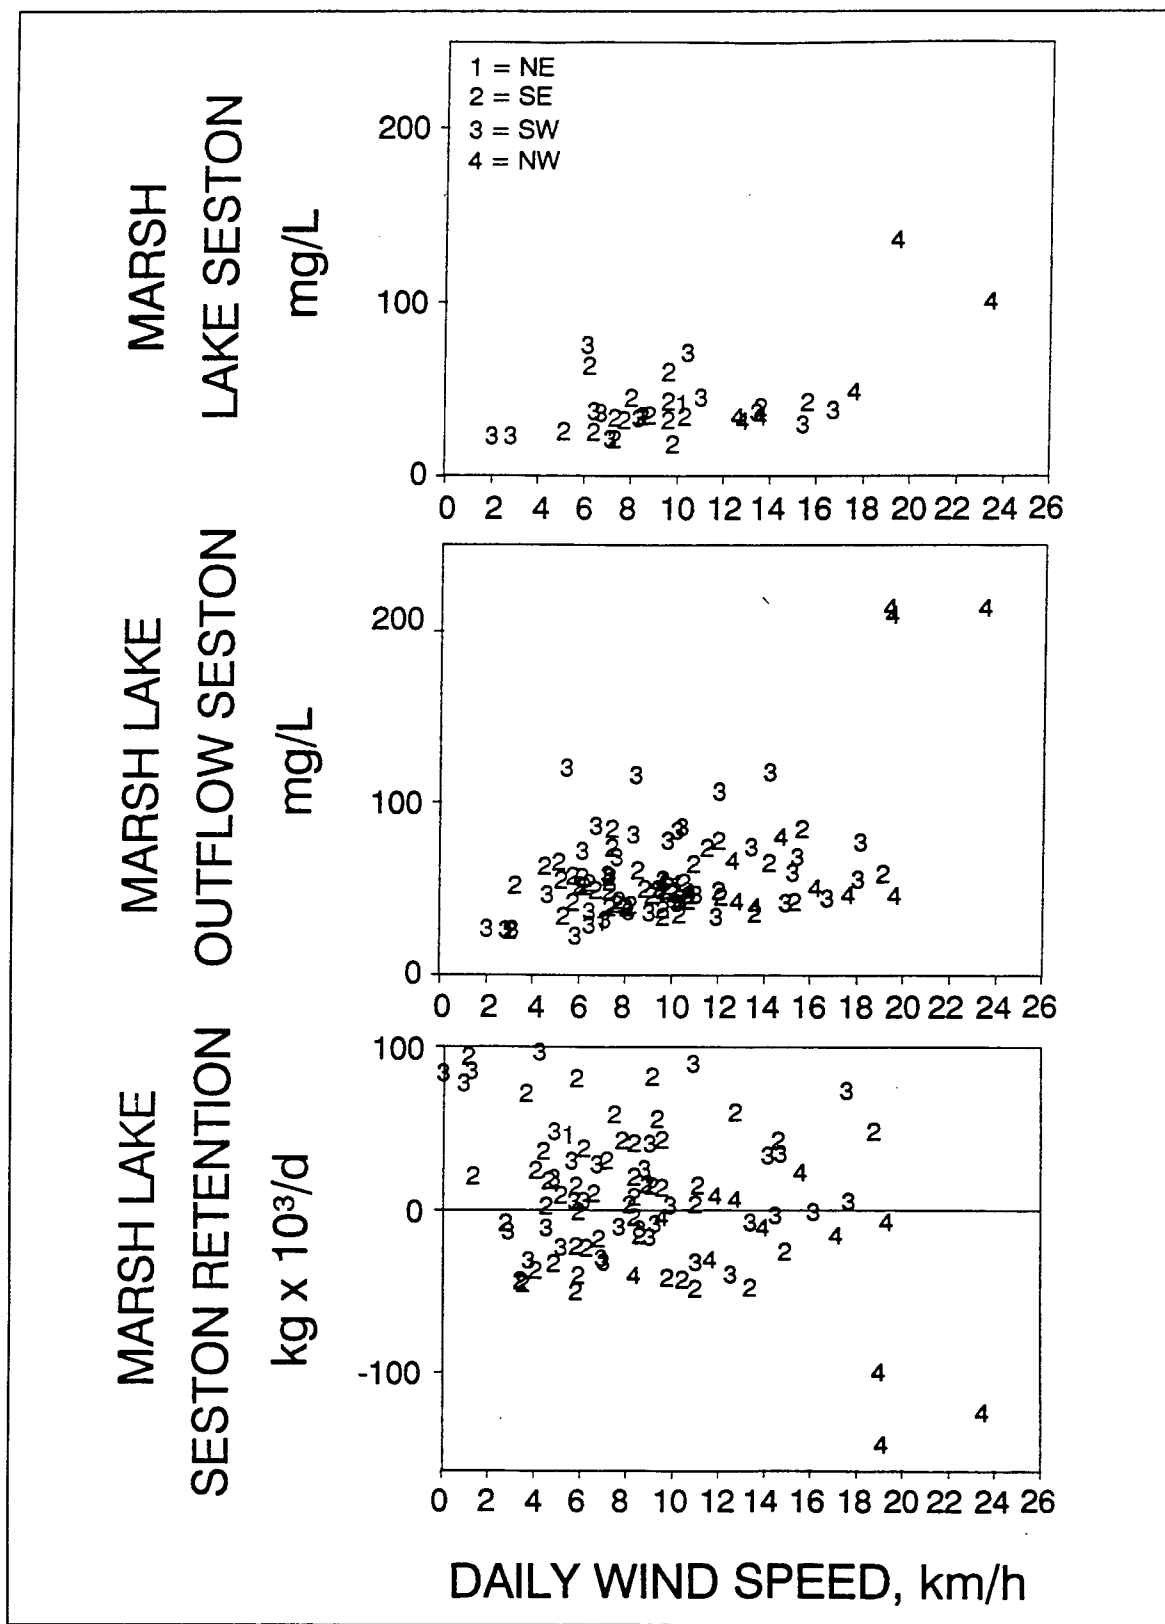 MARSH
LAKE SESTON
mg/L
1 = NE
2 = SE
3 = SW
4 = NW
200
100
0
0 2 4 6 8 10 12 14 16 18 20 22 24 26
MARSH LAKE
OUTFLOW SESTON
mg/L
200
100
0
0 2 4 6 8 10 12 14 16 18 20 22 24 26
MARSH LAKE
SESTON RETENTION
kg x 10³/d
100
0
-100
0 2 4 6 8 10 12 14 16 18 20 22 24 26
DAILY WIND SPEED, km/h